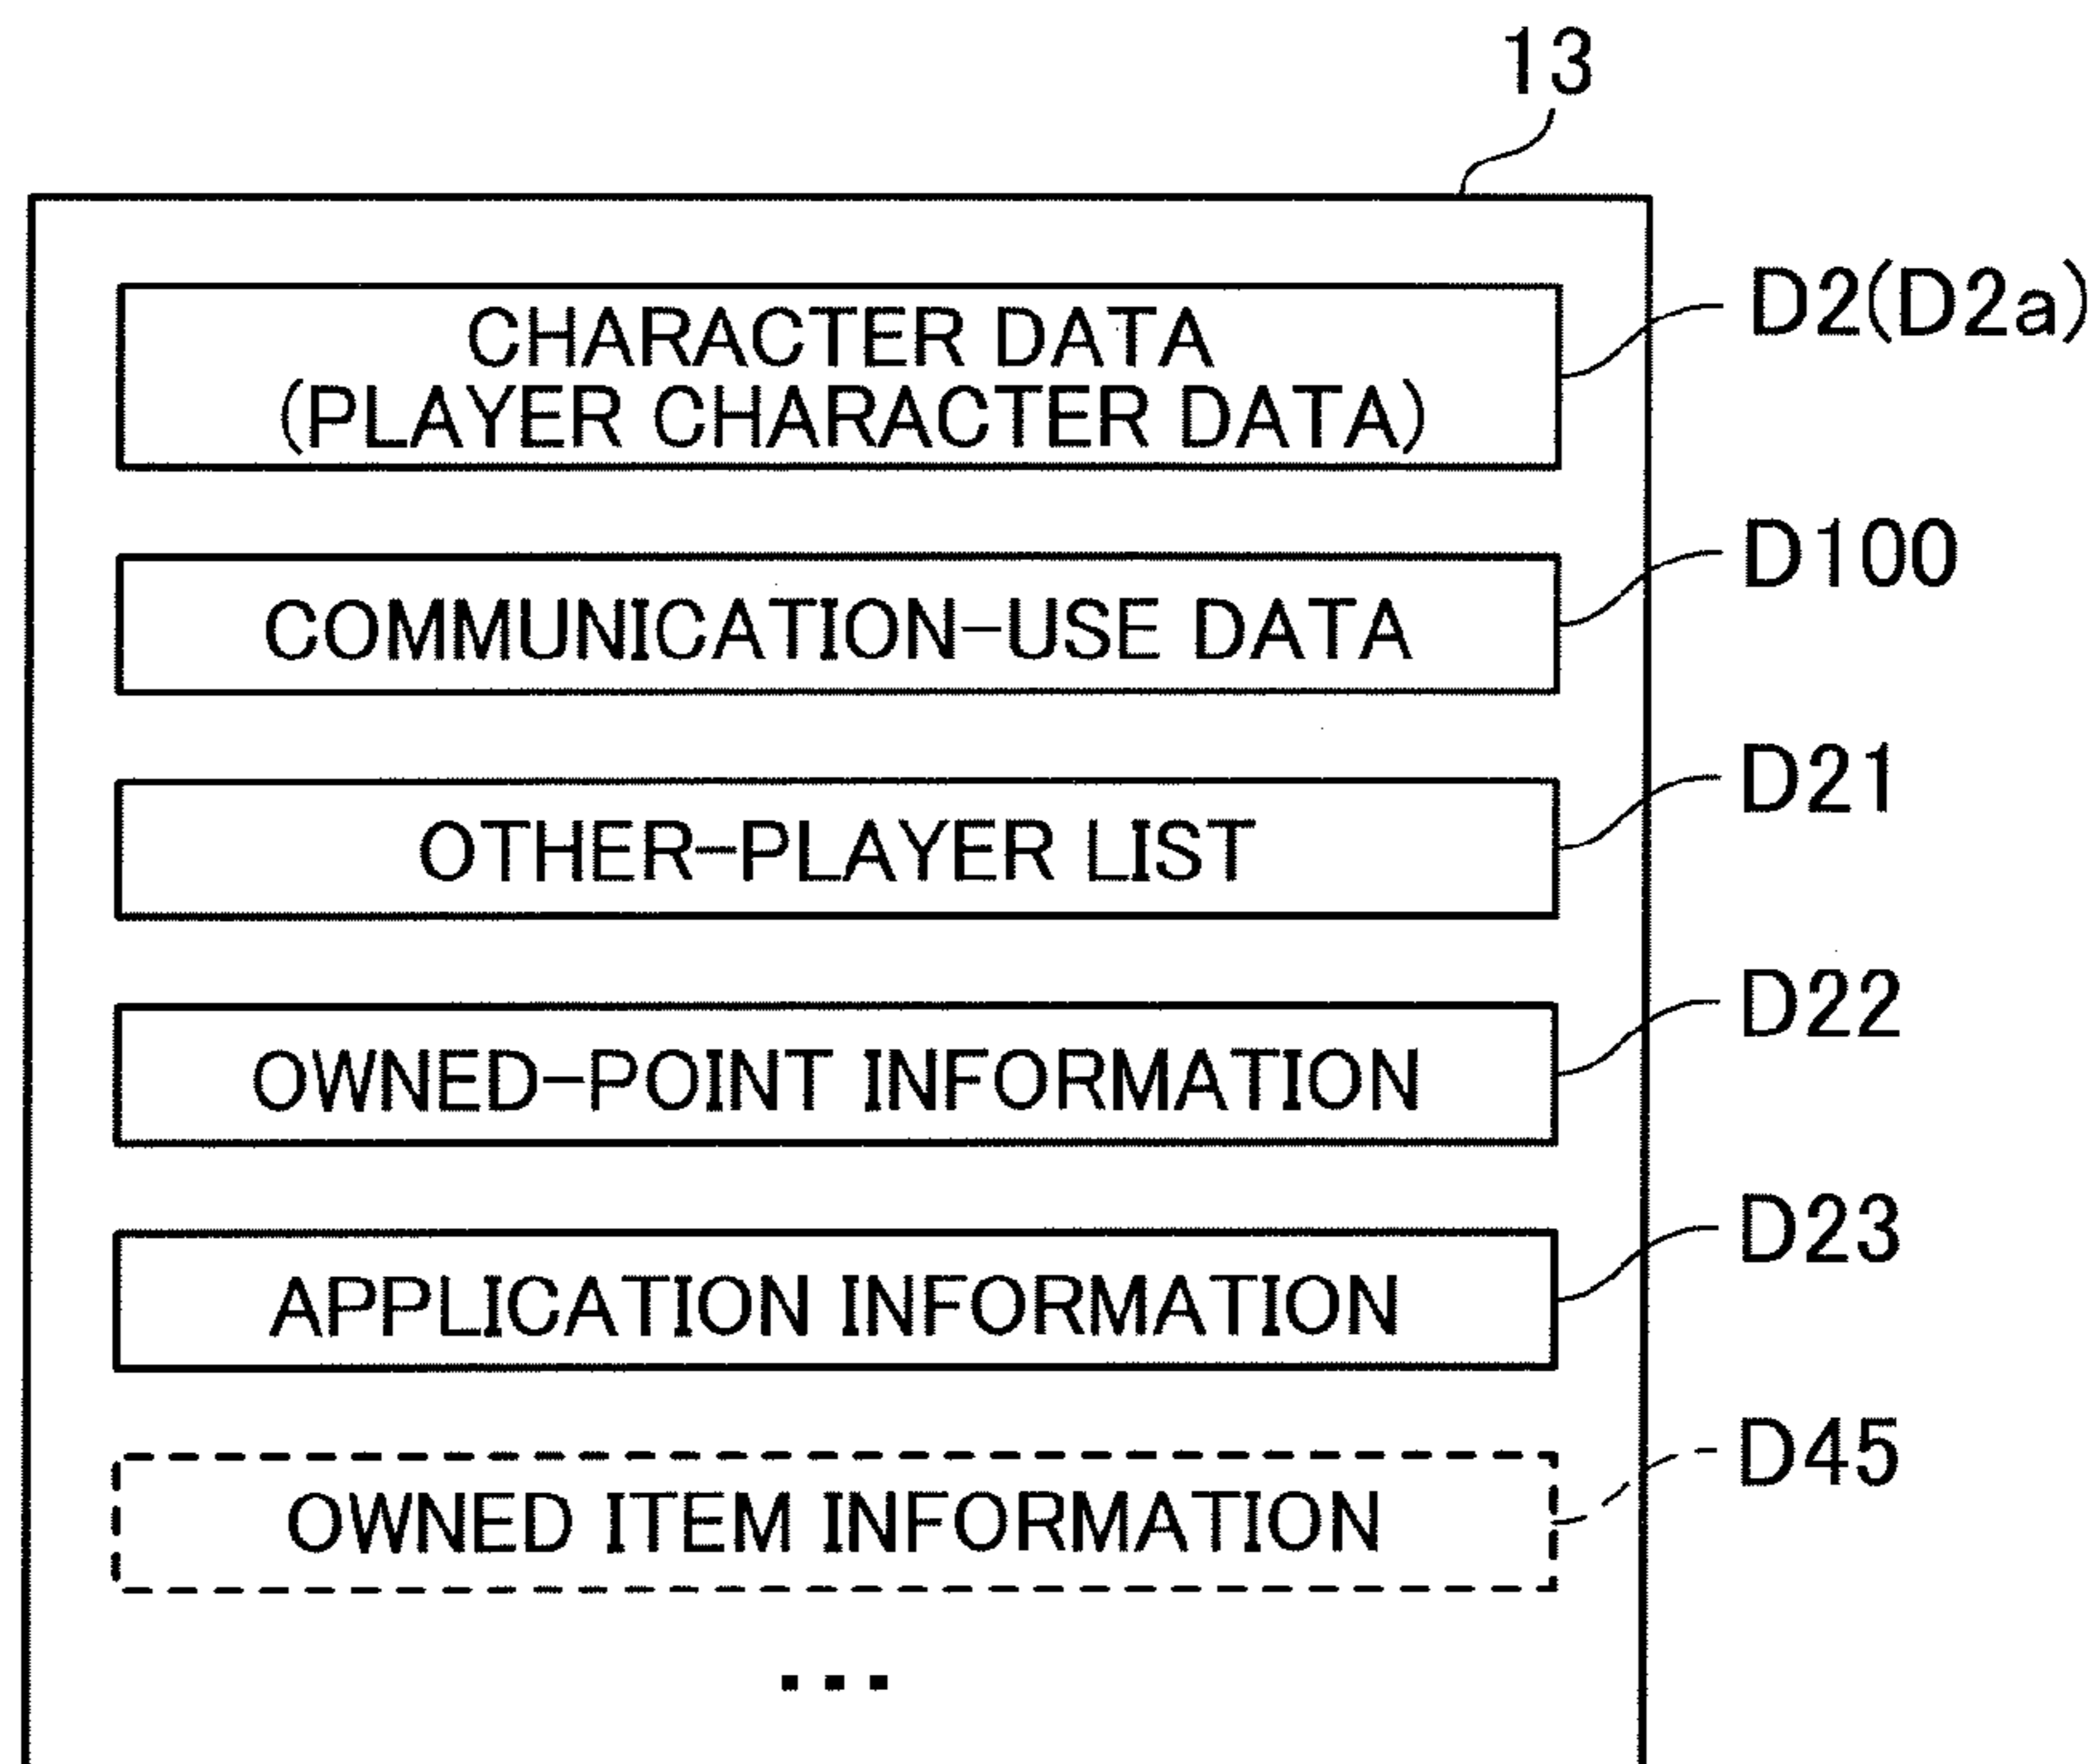 13
CHARACTER DATA
(PLAYER CHARACTER DATA)
D2(D2a)
COMMUNICATION-USE DATA
D100
OTHER-PLAYER LIST
D21
OWNED-POINT INFORMATION
D22
APPLICATION INFORMATION
D23
OWNED ITEM INFORMATION
D45
...